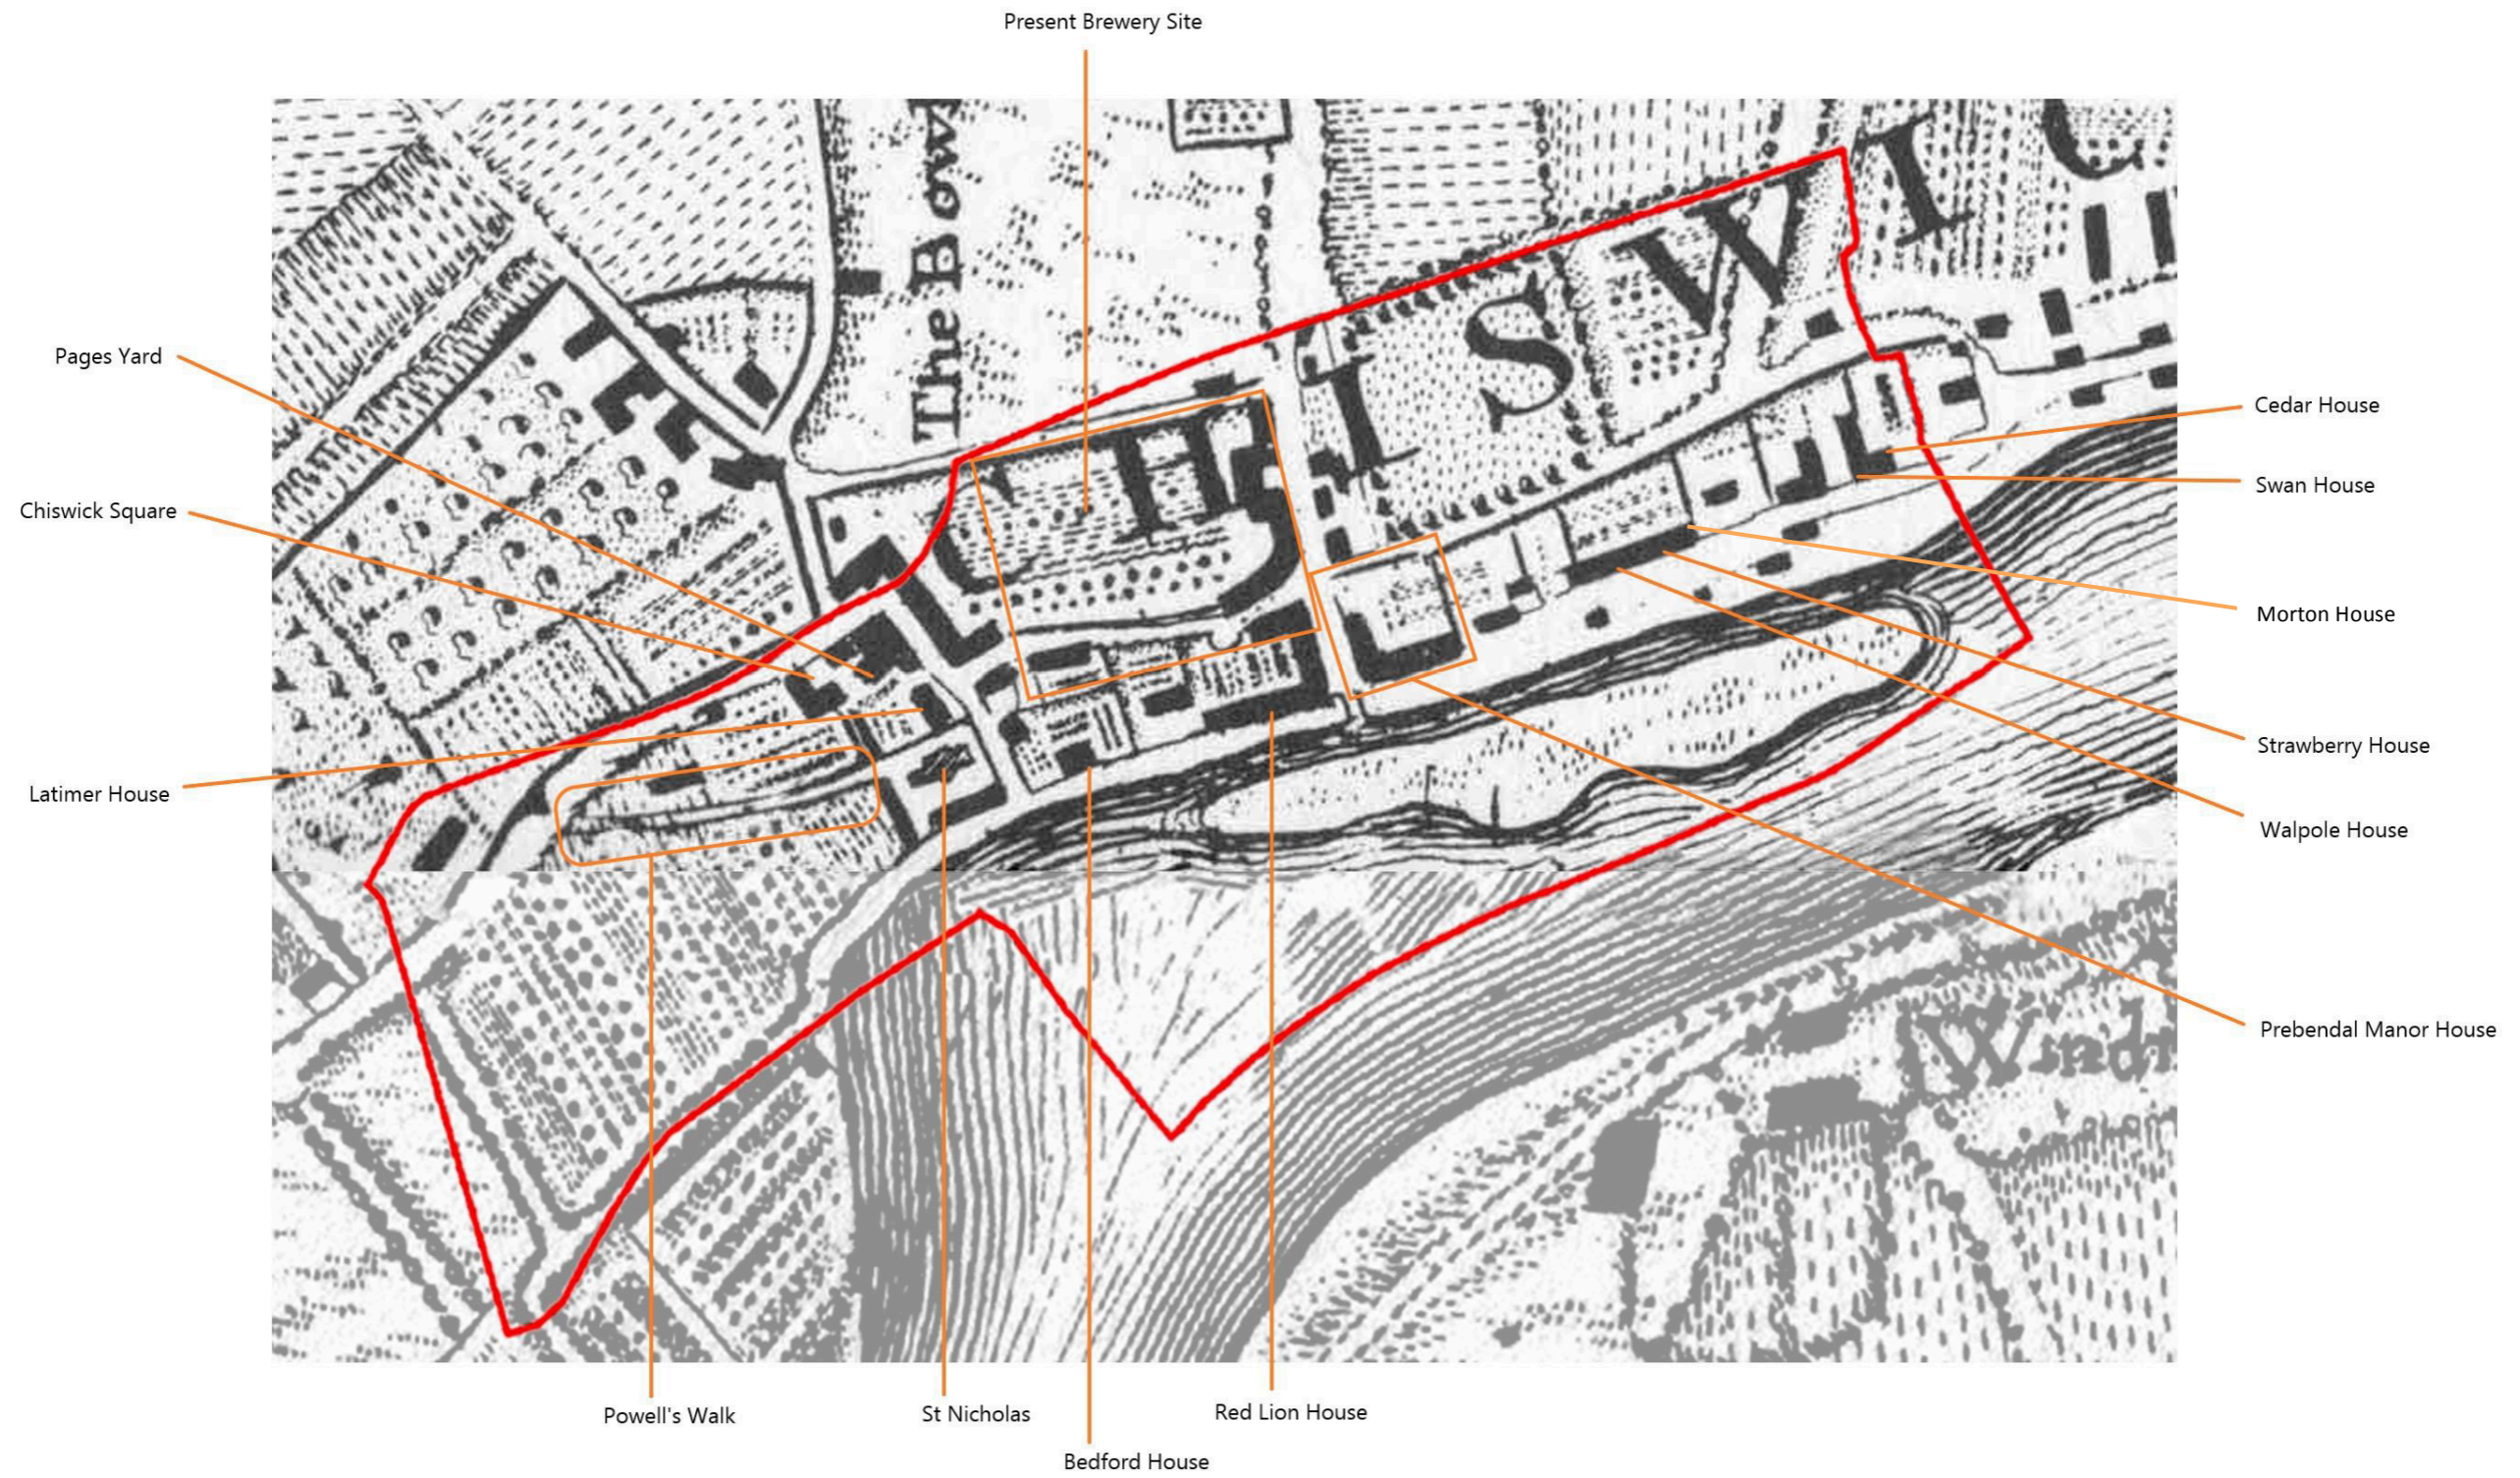 Present Brewery Site
The Bow
C H I S W I C
Pages Yard
Chiswick Square
Latimer House
Cedar House
Swan House
Morton House
Strawberry House
Walpole House
Prebendal Manor House
Powell's Walk
St Nicholas
Red Lion House
Bedford House